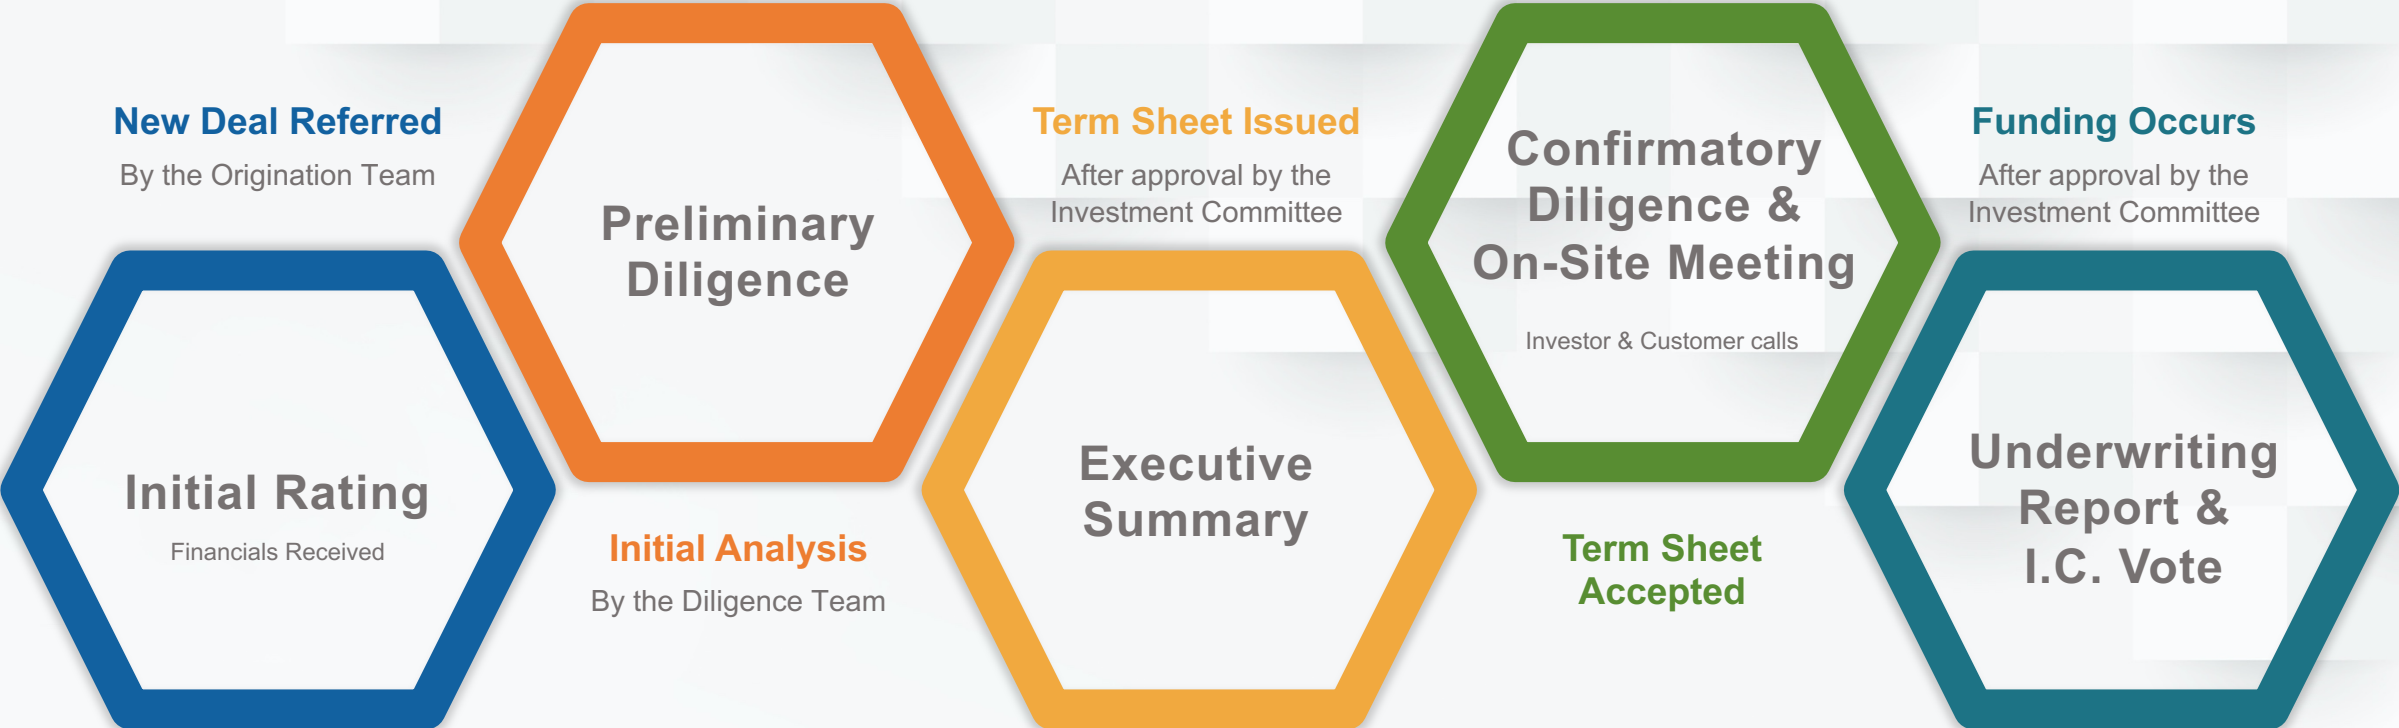 New Deal Referred
By the Origination Team
Initial Rating
Financials Received
Preliminary
Diligence
Initial Analysis
By the Diligence Team
Term Sheet Issued
After approval by the
Investment Committee
Executive
Summary
Confirmatory
Diligence &
On-Site Meeting
Investor & Customer calls
Term Sheet
Accepted
Funding Occurs
After approval by the
Investment Committee
Underwriting
Report &
I.C. Vote